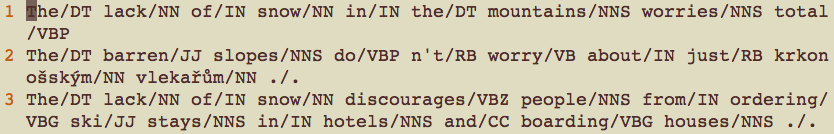 1 The/DT lack/NN of/IN snow/NN in/IN the/DT mountains/NNS worries/NNS total
/VBP
2 The/DT barren/JJ slopes/NNS do/VBP n't/RB worry/VB about/IN just/RB krkon
ošským/NN vlekařům/NN ./.
3 The/DT lack/NN of/IN snow/NN discourages/VBZ people/NNS from/IN ordering/
VBG ski/JJ stays/NNS in/IN hotels/NNS and/CC boarding/VBG houses/NNS ./.